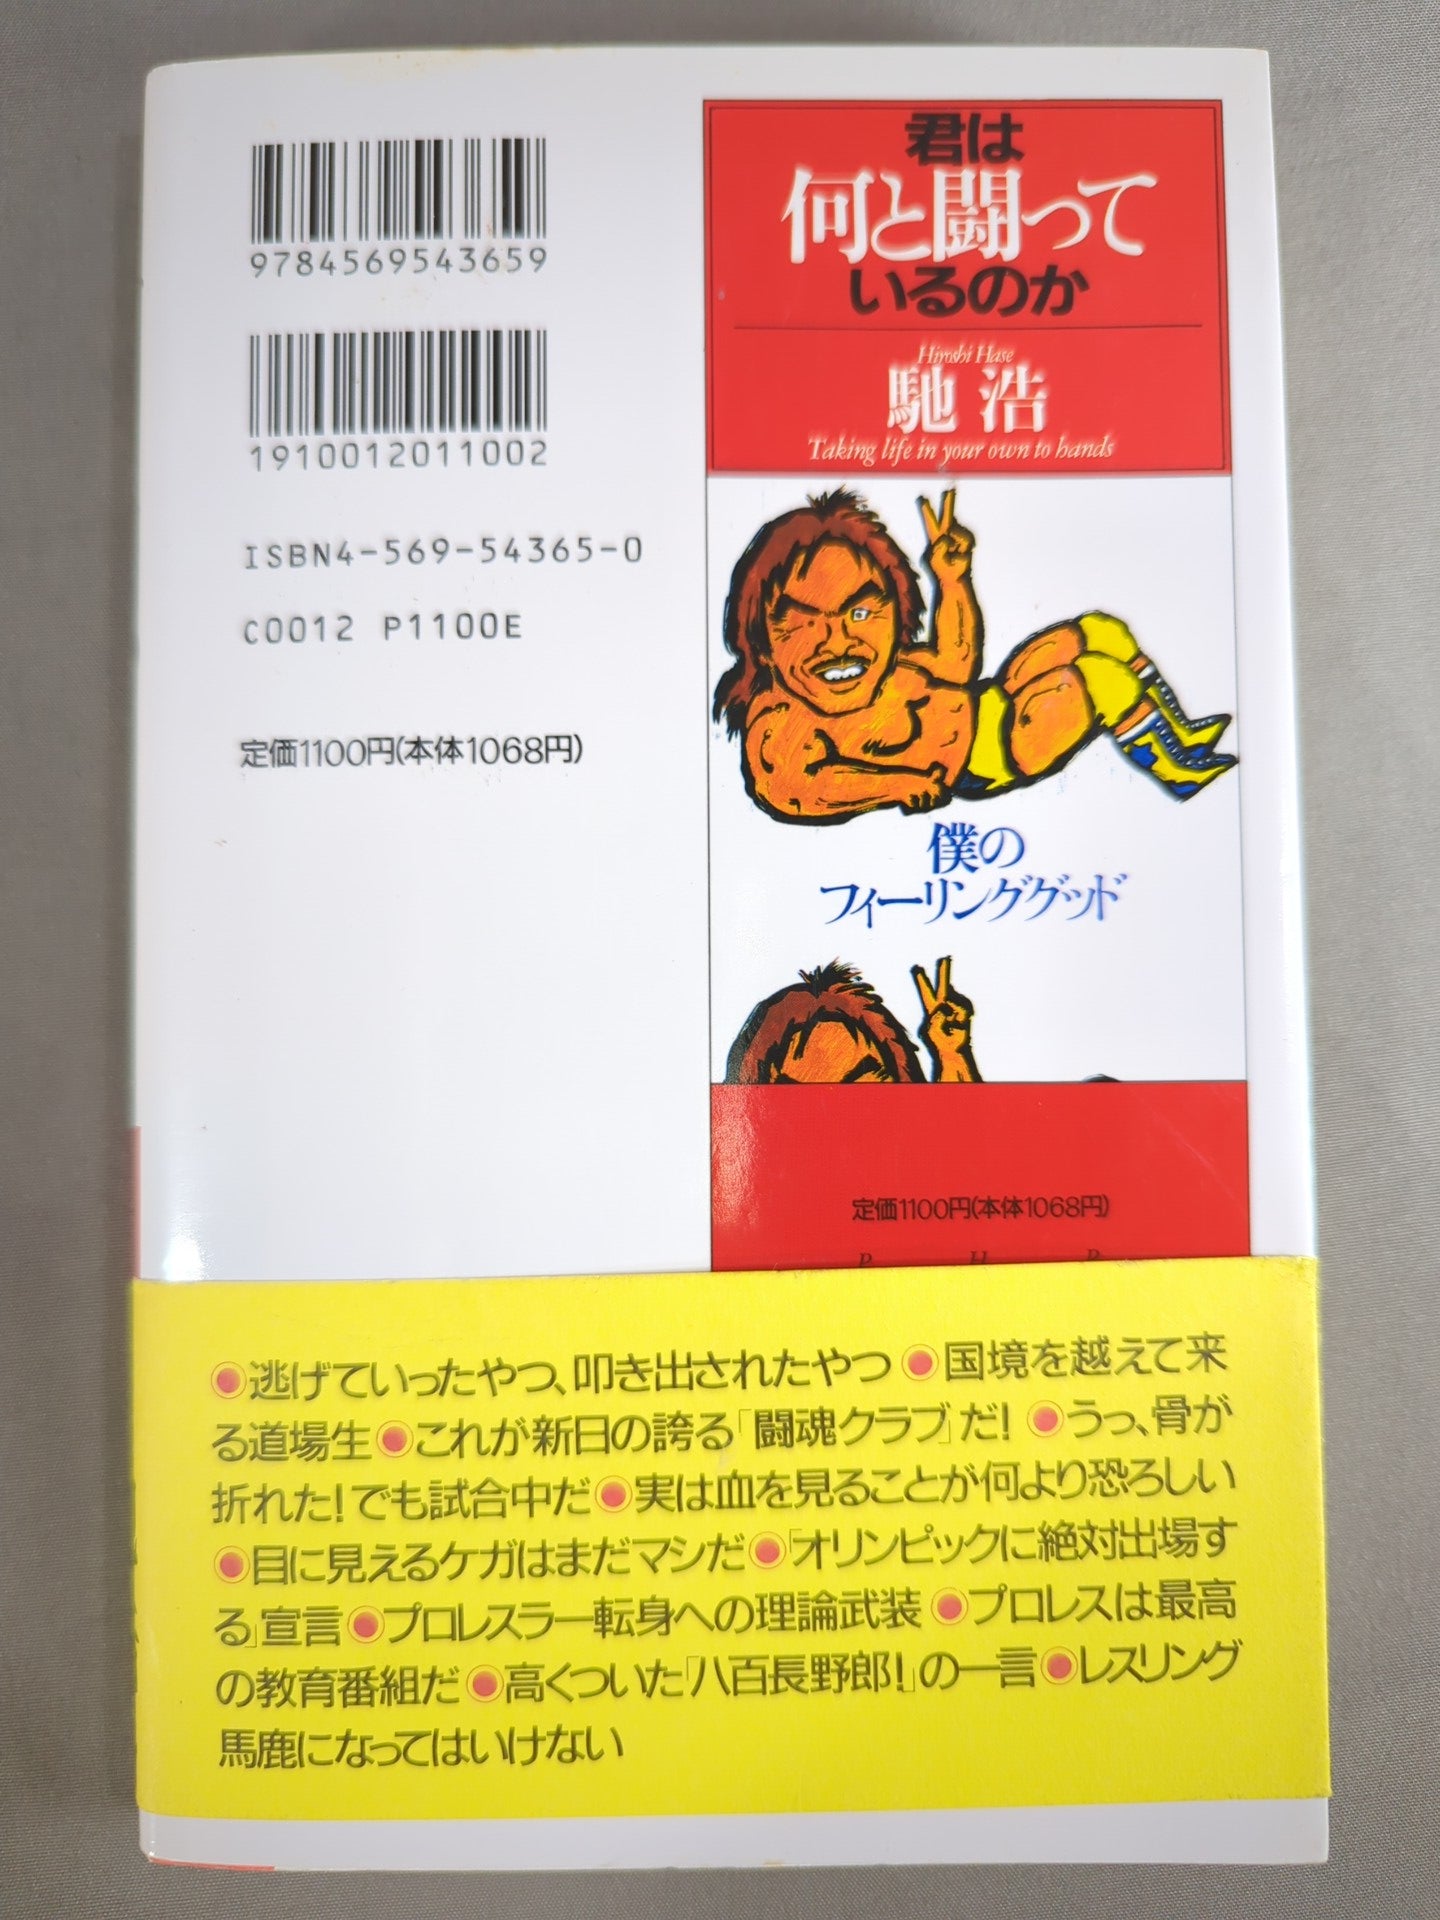 9784569543659
1910012011002
ISBN4-569-54365-0
C0012 P1100E
定価1100円(本体1068円)
君は
何と闘って
いるのか
Hiroshi Hase
馳 浩
Taking life in your own to hands
僕の
フィーリンググッド
定価1100円(本体1068円)
P H P
●逃げていったやつ、叩き出されたやつ●国境を越えて来
る道場生●これが新日の誇る「闘魂クラブ」だ!●うっ、骨が
折れた!でも試合中だ●実は血を見ることが何より恐ろしい
●目に見えるケガはまだマシだ●「オリンピックに絶対出場す
る」宣言●プロレスラー転身への理論武装●プロレスは最高
の教育番組だ●高くついた「八百長野郎!」の一言●レスリング
馬鹿になってはいけない